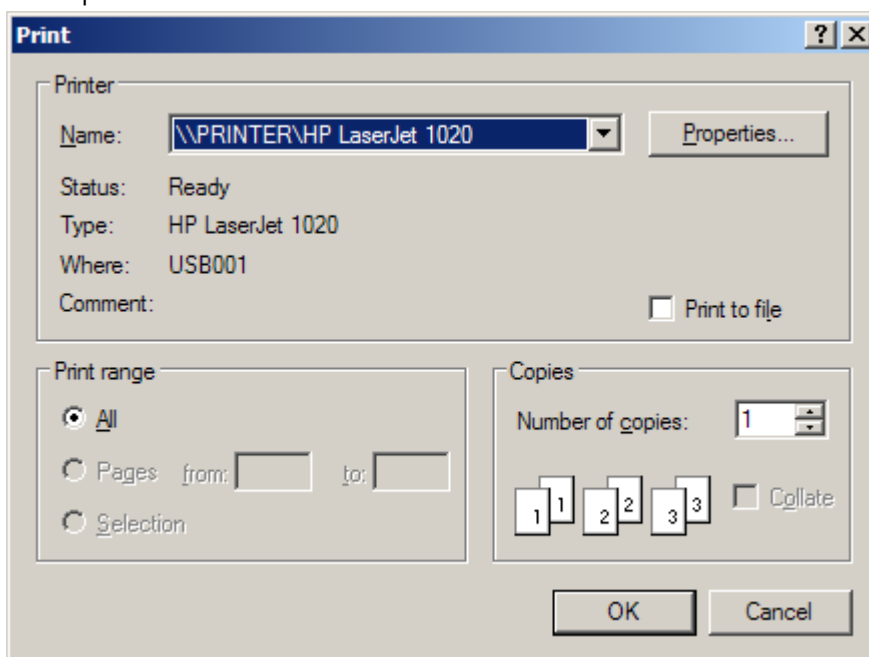 Print
Printer
Name: \\PRINTER\HP LaserJet 1020 Properties...
Status: Ready
Type: HP LaserJet 1020
Where: USB001
Comment:
Print to file
Print range
All
Pages from: to:
Selection
Copies
Number of copies: 1
1 1 2 2 3 3
Collate
OK Cancel